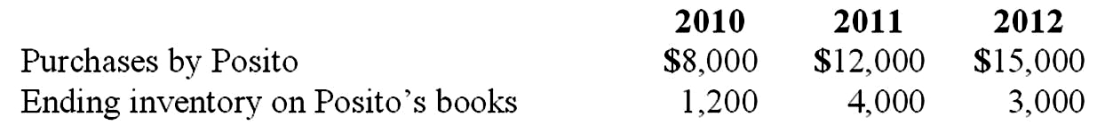 2010 2011 2012
Purchases by Posito $8,000 $12,000 $15,000
Ending inventory on Posito’s books 1,200 4,000 3,000